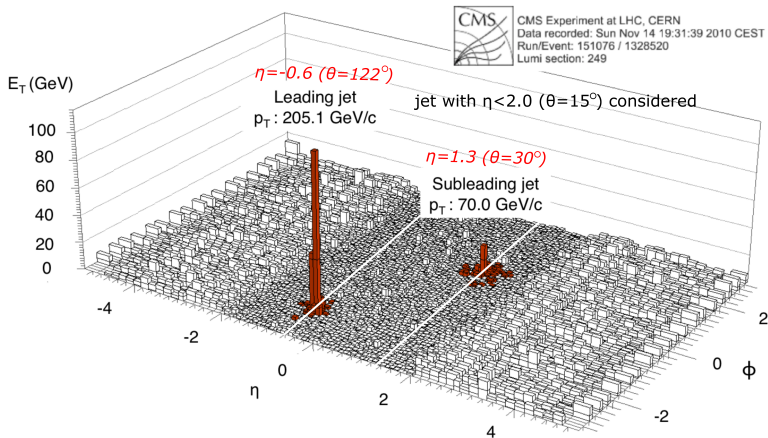 CMS
CMS Experiment at LHC, CERN
Data recorded: Sun Nov 14 19:31:39 2010 CEST
Run/Event: 151076 / 1328520
Lumi section: 249
η=-0.6 (θ=122°)
Leading jet
pT : 205.1 GeV/c
jet with η<2.0 (θ=15°) considered
η=1.3 (θ=30°)
Subleading jet
pT : 70.0 GeV/c
ET (GeV)
100
80
60
40
20
0
-4
-2
0
2
4
η
-2
0
2
ϕ